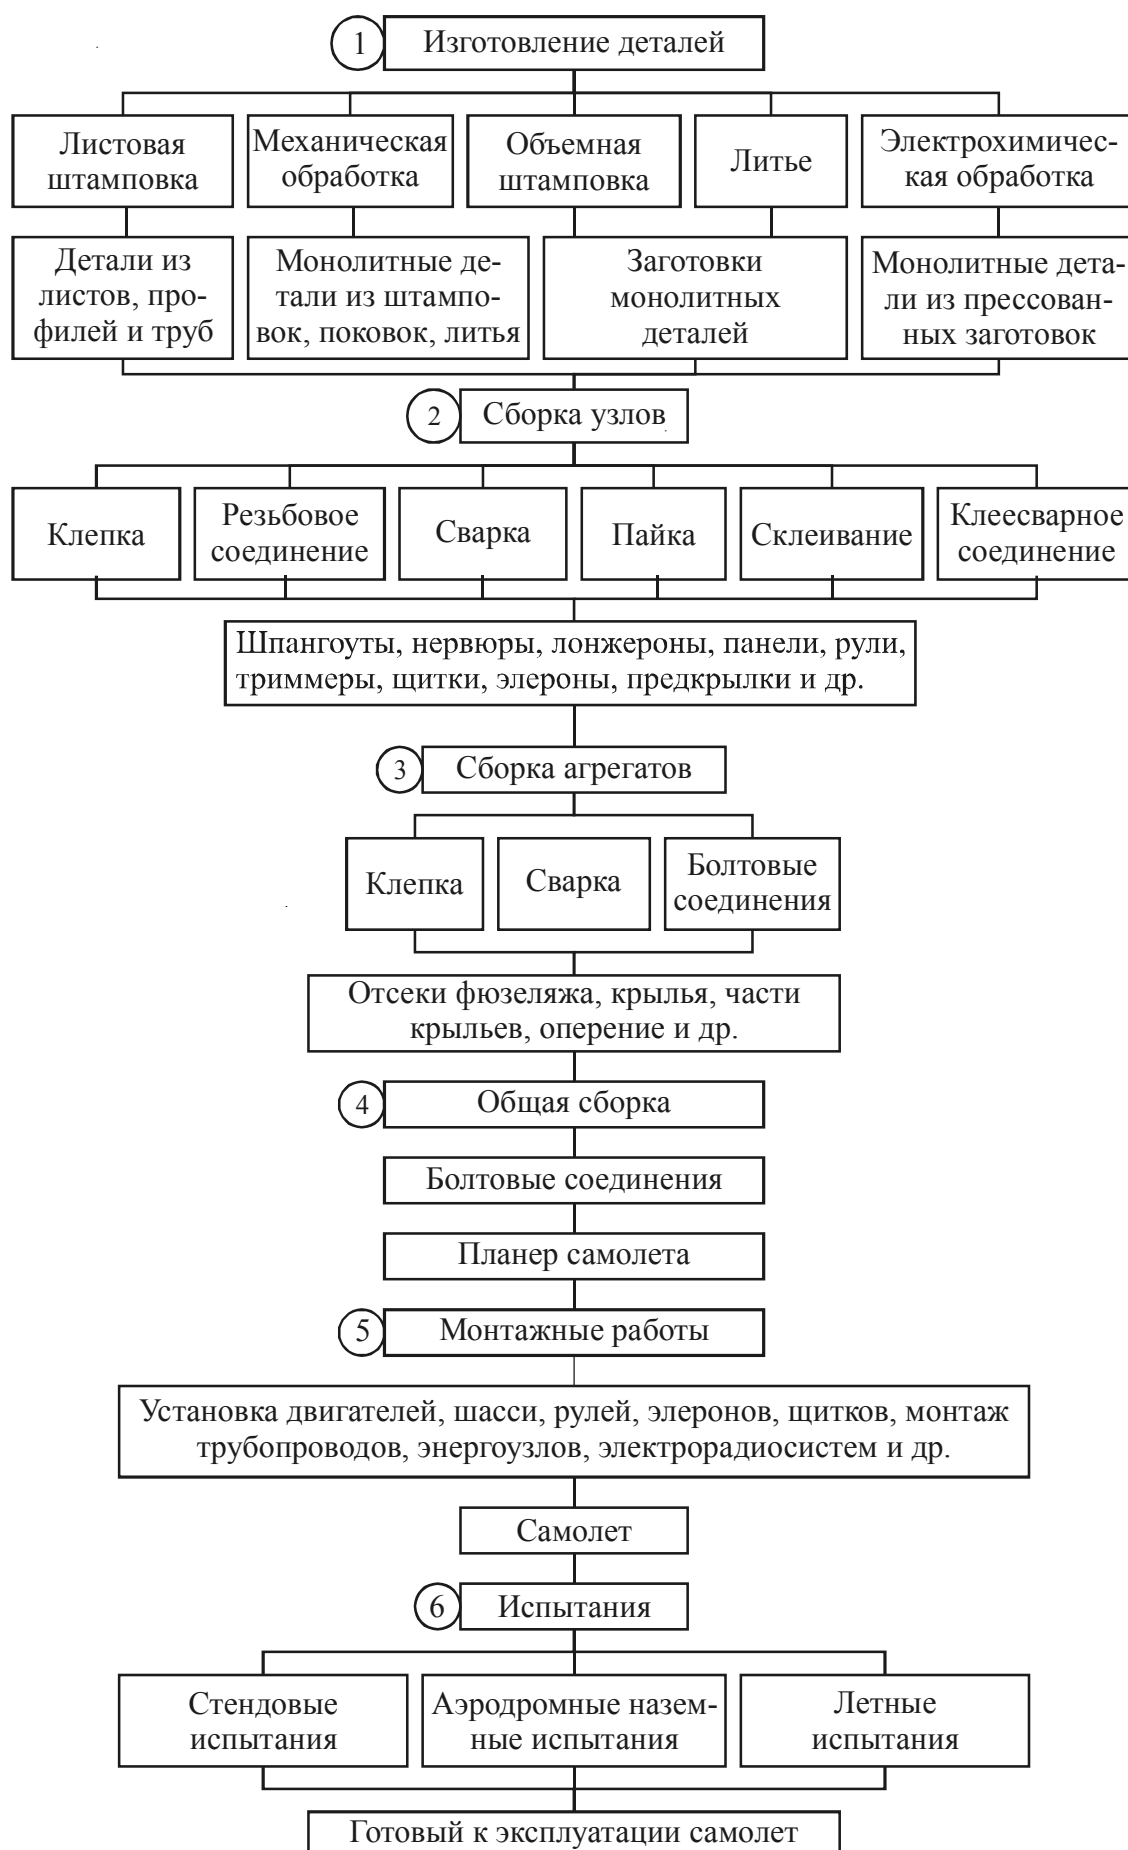 1
Изготовление деталей
Листовая
штамповка
Механическая
обработка
Объемная
штамповка
Литье
Электрохимичес-
кая обработка
Детали из
листов, про-
филей и труб
Монолитные де-
тали из штампо-
вок, поковок, литья
Заготовки
монолитных
деталей
Монолитные дета-
ли из прессован-
ных заготовок
2
Сборка узлов
Клепка
Резьбовое
соединение
Сварка
Пайка
Склеивание
Клеесварное
соединение
Шпангоуты, нервюры, лонжероны, панели, рули,
триммеры, щитки, элероны, предкрылки и др.
3
Сборка агрегатов
Клепка
Сварка
Болтовые
соединения
Отсеки фюзеляжа, крылья, части
крыльев, оперение и др.
4
Общая сборка
Болтовые соединения
Планер самолета
5
Монтажные работы
Установка двигателей, шасси, рулей, элеронов, щитков, монтаж
трубопроводов, энергоузлов, электрорадиосистем и др.
Самолет
6
Испытания
Стендовые
испытания
Аэродромные назем-
ные испытания
Летные
испытания
Готовый к эксплуатации самолет